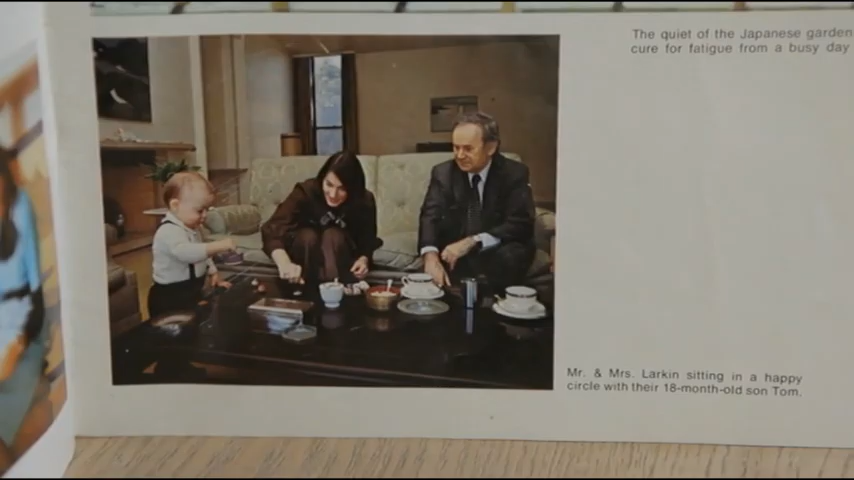 The quiet of the Japanese garden
cure for fatigue from a busy day
Mr. & Mrs. Larkin sitting in a happy
circle with their 18-month-old son Tom.